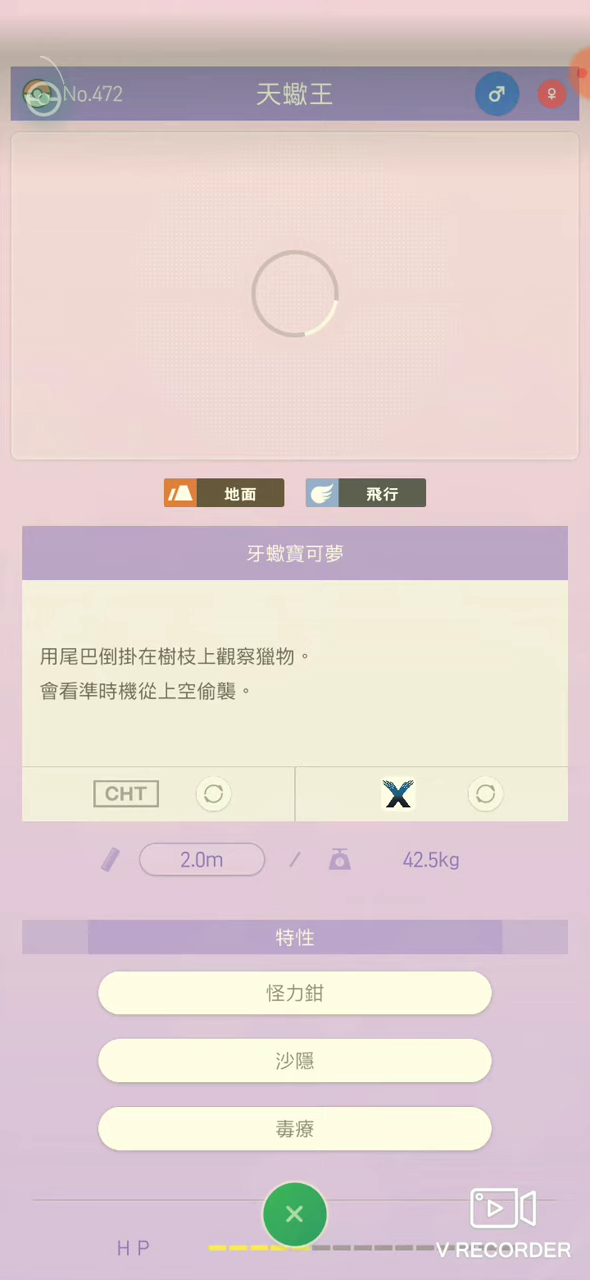 No.472
天蠍王
♂
♀
地面
飛行
牙蠍寶可夢
用尾巴倒掛在樹枝上觀察獵物。
會看準時機從上空偷襲。
CHT
X
2.0m / 42.5kg
特性
怪力鉗
沙隱
毒療
HP
V RECORDER